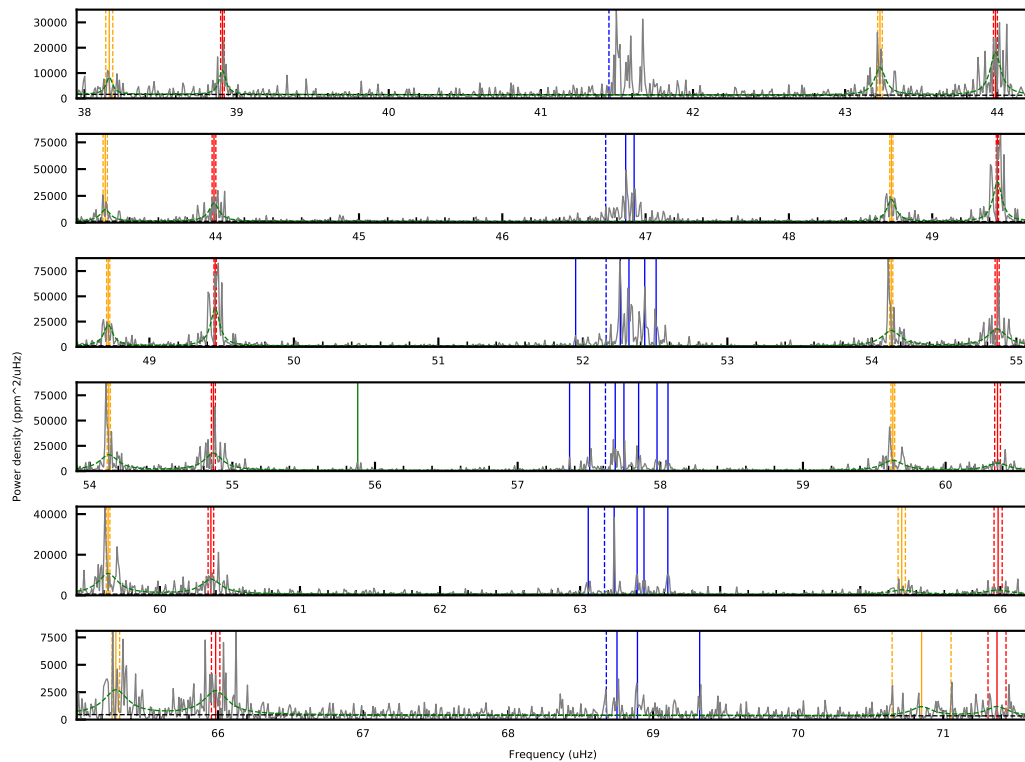 30000
20000
10000
0
38 39 40 41 42 43 44
75000
50000
25000
0
44 45 46 47 48 49
75000
50000
25000
0
49 50 51 52 53 54 55
75000
50000
25000
0
54 55 56 57 58 59 60
40000
20000
0
60 61 62 63 64 65 66
7500
5000
2500
0
66 67 68 69 70 71
Power density (ppm^2/uHz)
Frequency (uHz)